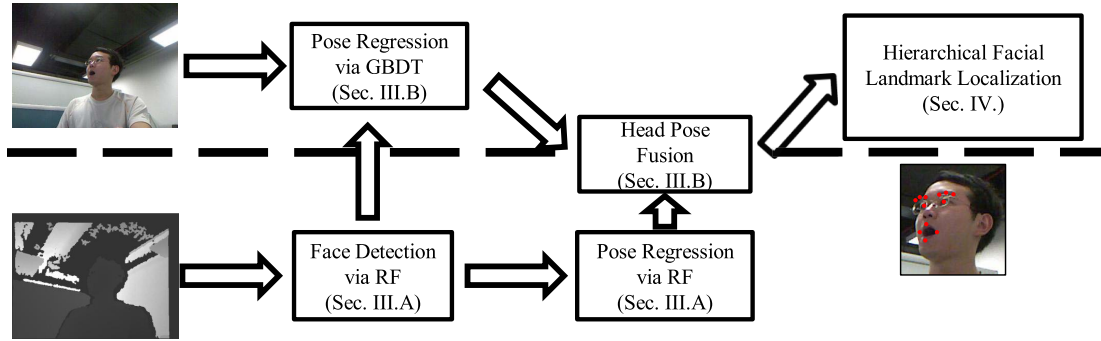 Pose Regression
via GBDT
(Sec. III.B)
Hierarchical Facial
Landmark Localization
(Sec. IV.)
Head Pose
Fusion
(Sec. III.B)
Face Detection
via RF
(Sec. III.A)
Pose Regression
via RF
(Sec. III.A)